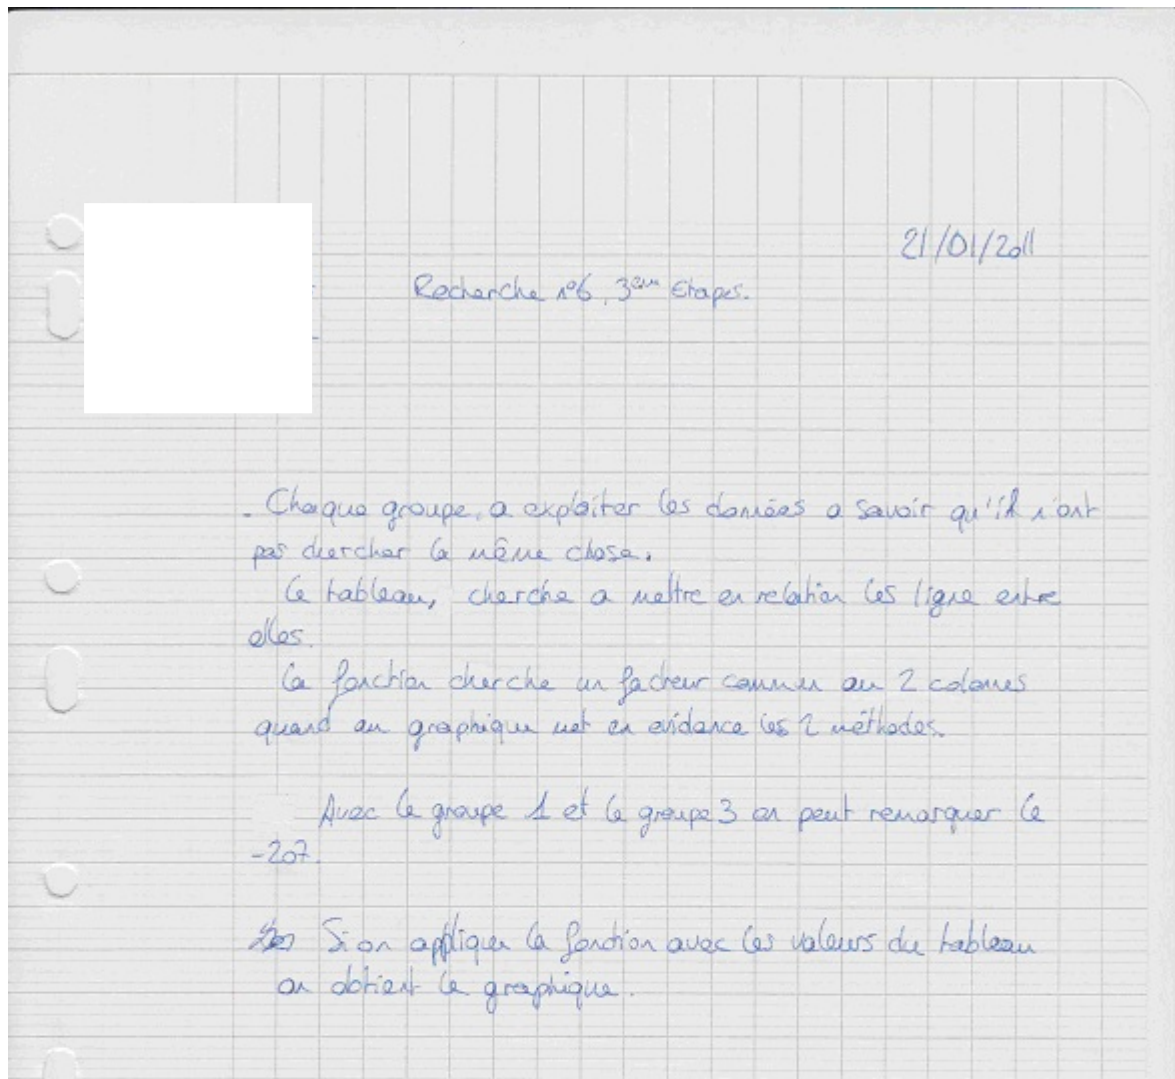 21/01/2011
Recherche n°6, 3eme Etapes.
. Chaque groupe, a exploiter les données a savoir qu'il n'ont
pas chercher la même chose.
Le tableau, cherche a mettre en relation les ligne entre
elles.
La fonction cherche un facteur commun au 2 colonnes
quand au graphique met en evidance les 2 méthodes.
Avec le groupe 1 et le groupe 3 on peut remarquer le
-207.
Si on appliquer la fonction avec les valeurs du tableau
on obtient le graphique.